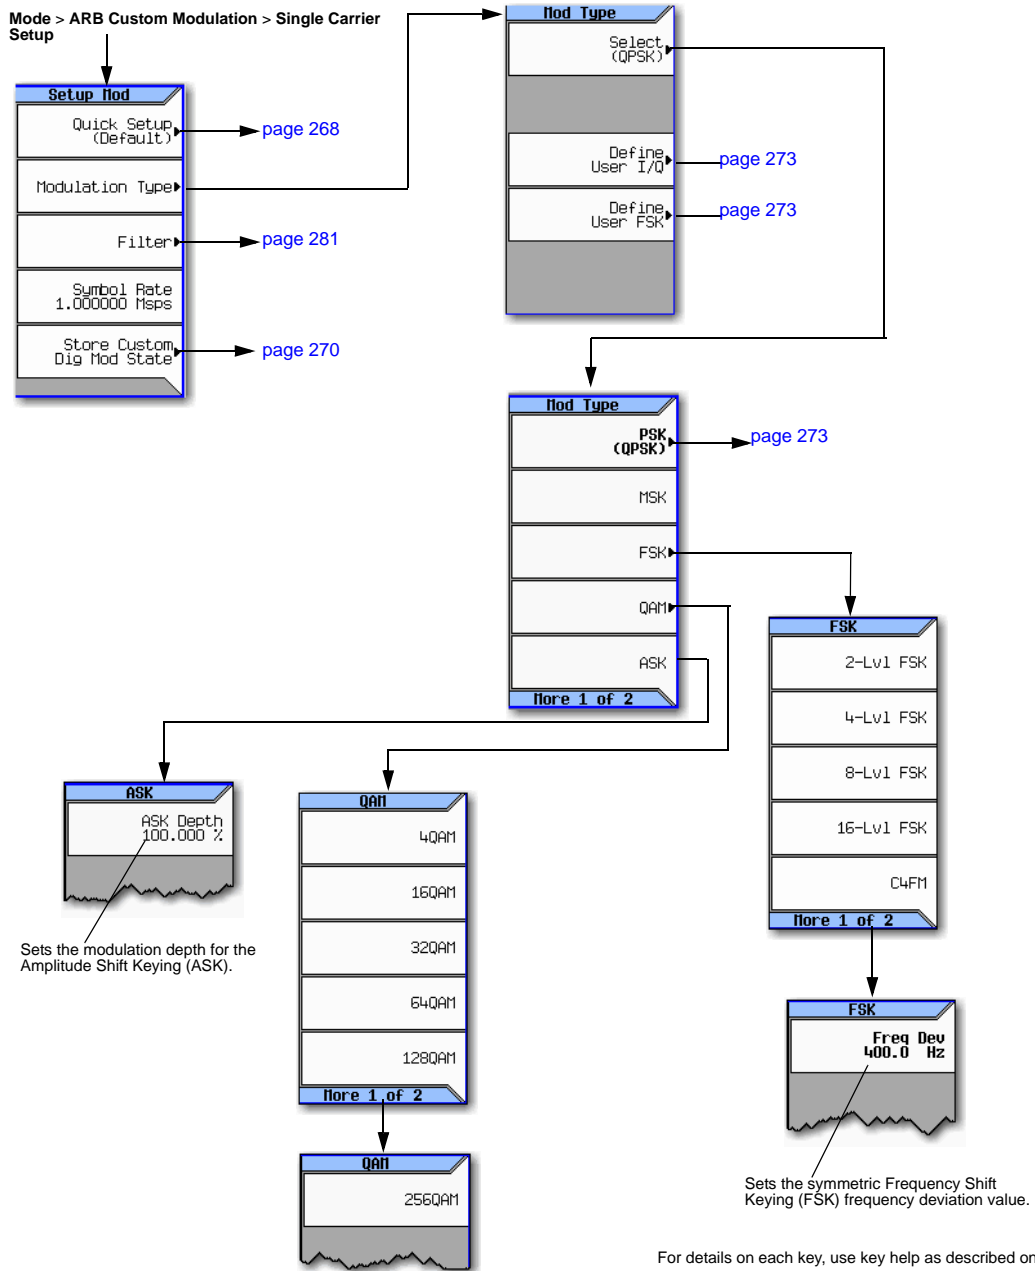 Mode > ARB Custom Modulation > Single Carrier
Setup
Setup Mod
Quick Setup
(Default)
page 268
Modulation Type
Filter
page 281
Symbol Rate
1.000000 Msps
Store Custom
Dig Mod State
page 270
Mod Type
Select
(QPSK)
Define
User I/Q
page 273
Define
User FSK
page 273
Mod Type
PSK
(QPSK)
page 273
MSK
FSK
QAM
ASK
More 1 of 2
ASK
ASK Depth
100.000 %
Sets the modulation depth for the
Amplitude Shift Keying (ASK).
QAM
4QAM
16QAM
32QAM
64QAM
128QAM
More 1 of 2
QAM
256QAM
FSK
2-Lvl FSK
4-Lvl FSK
8-Lvl FSK
16-Lvl FSK
C4FM
More 1 of 2
FSK
Freq Dev
400.0 Hz
Sets the symmetric Frequency Shift
Keying (FSK) frequency deviation value.
For details on each key, use key help as described on